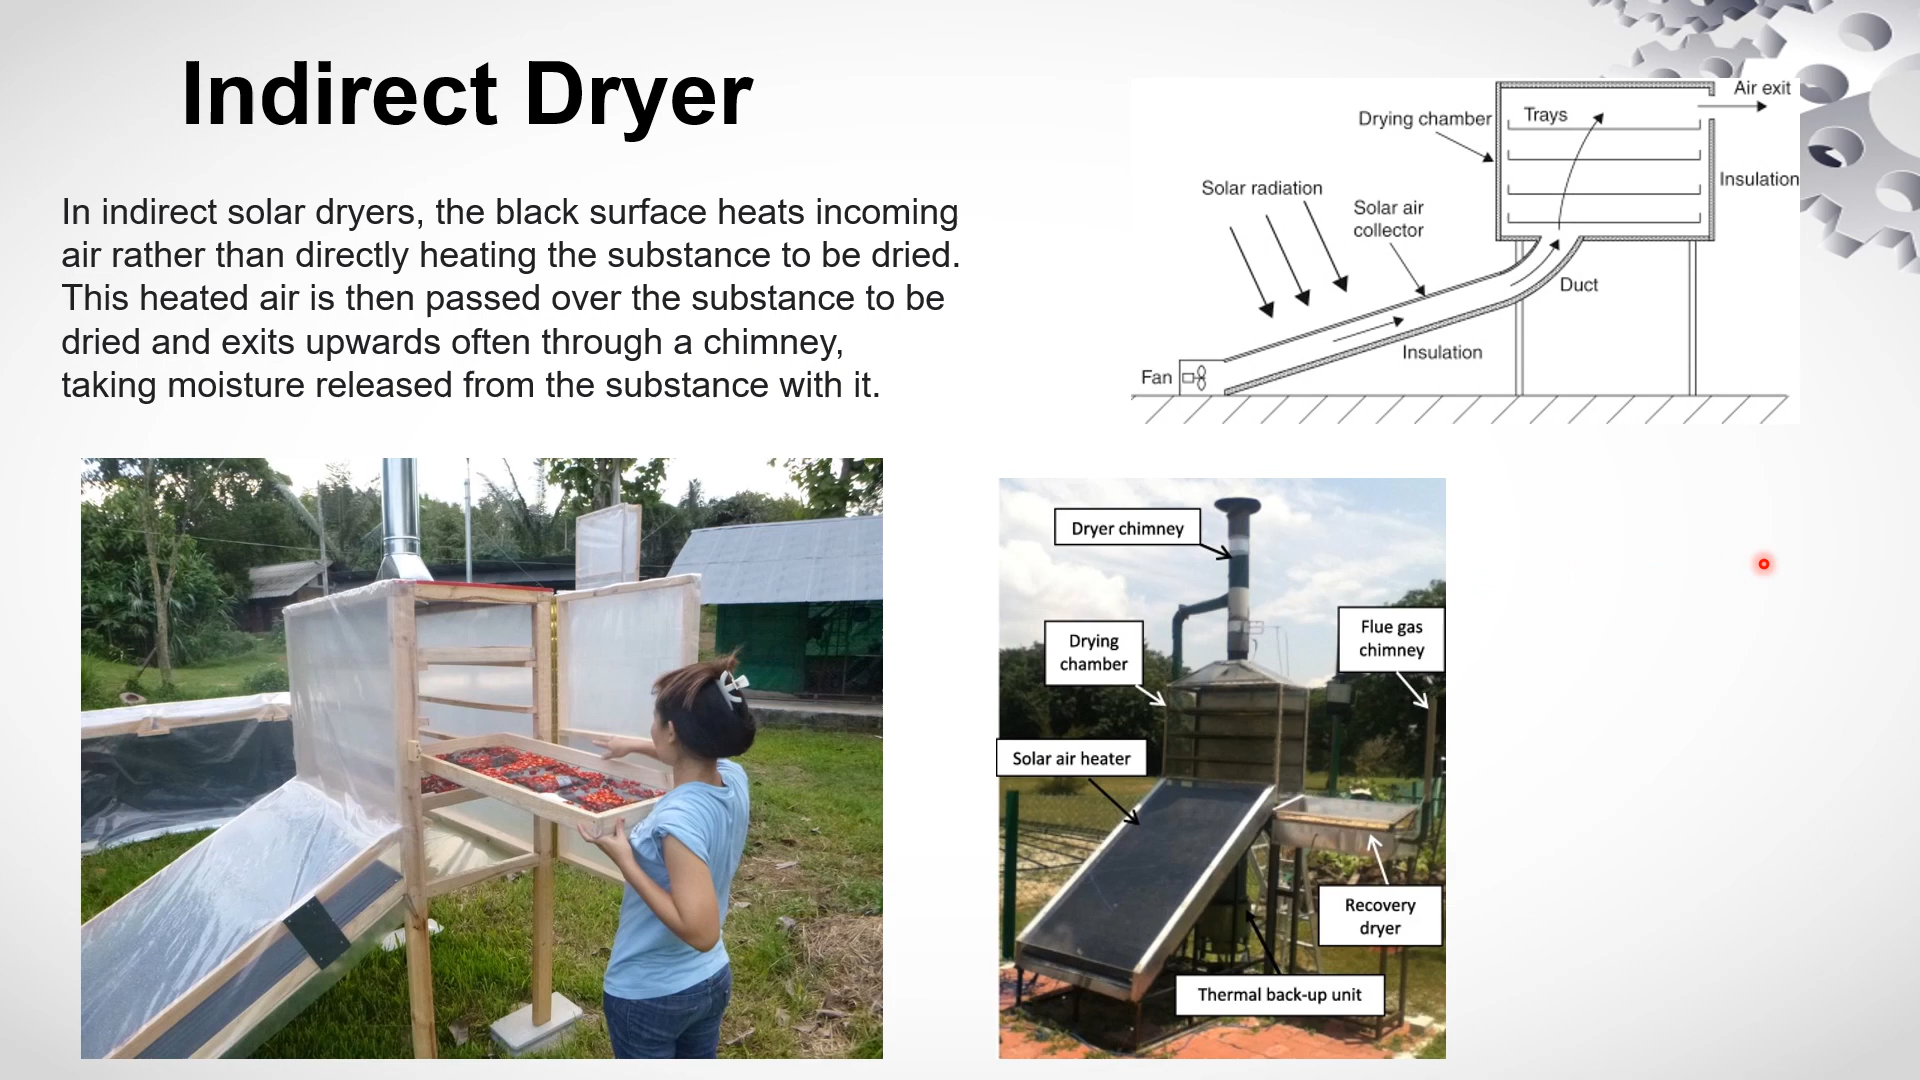 Indirect Dryer
In indirect solar dryers, the black surface heats incoming
air rather than directly heating the substance to be dried.
This heated air is then passed over the substance to be
dried and exits upwards often through a chimney,
taking moisture released from the substance with it.
Air exit
Trays
Drying chamber
Insulation
Solar radiation
Solar air
collector
Duct
Insulation
Fan
Dryer chimney
Flue gas
chimney
Drying
chamber
Solar air heater
Recovery
dryer
Thermal back-up unit